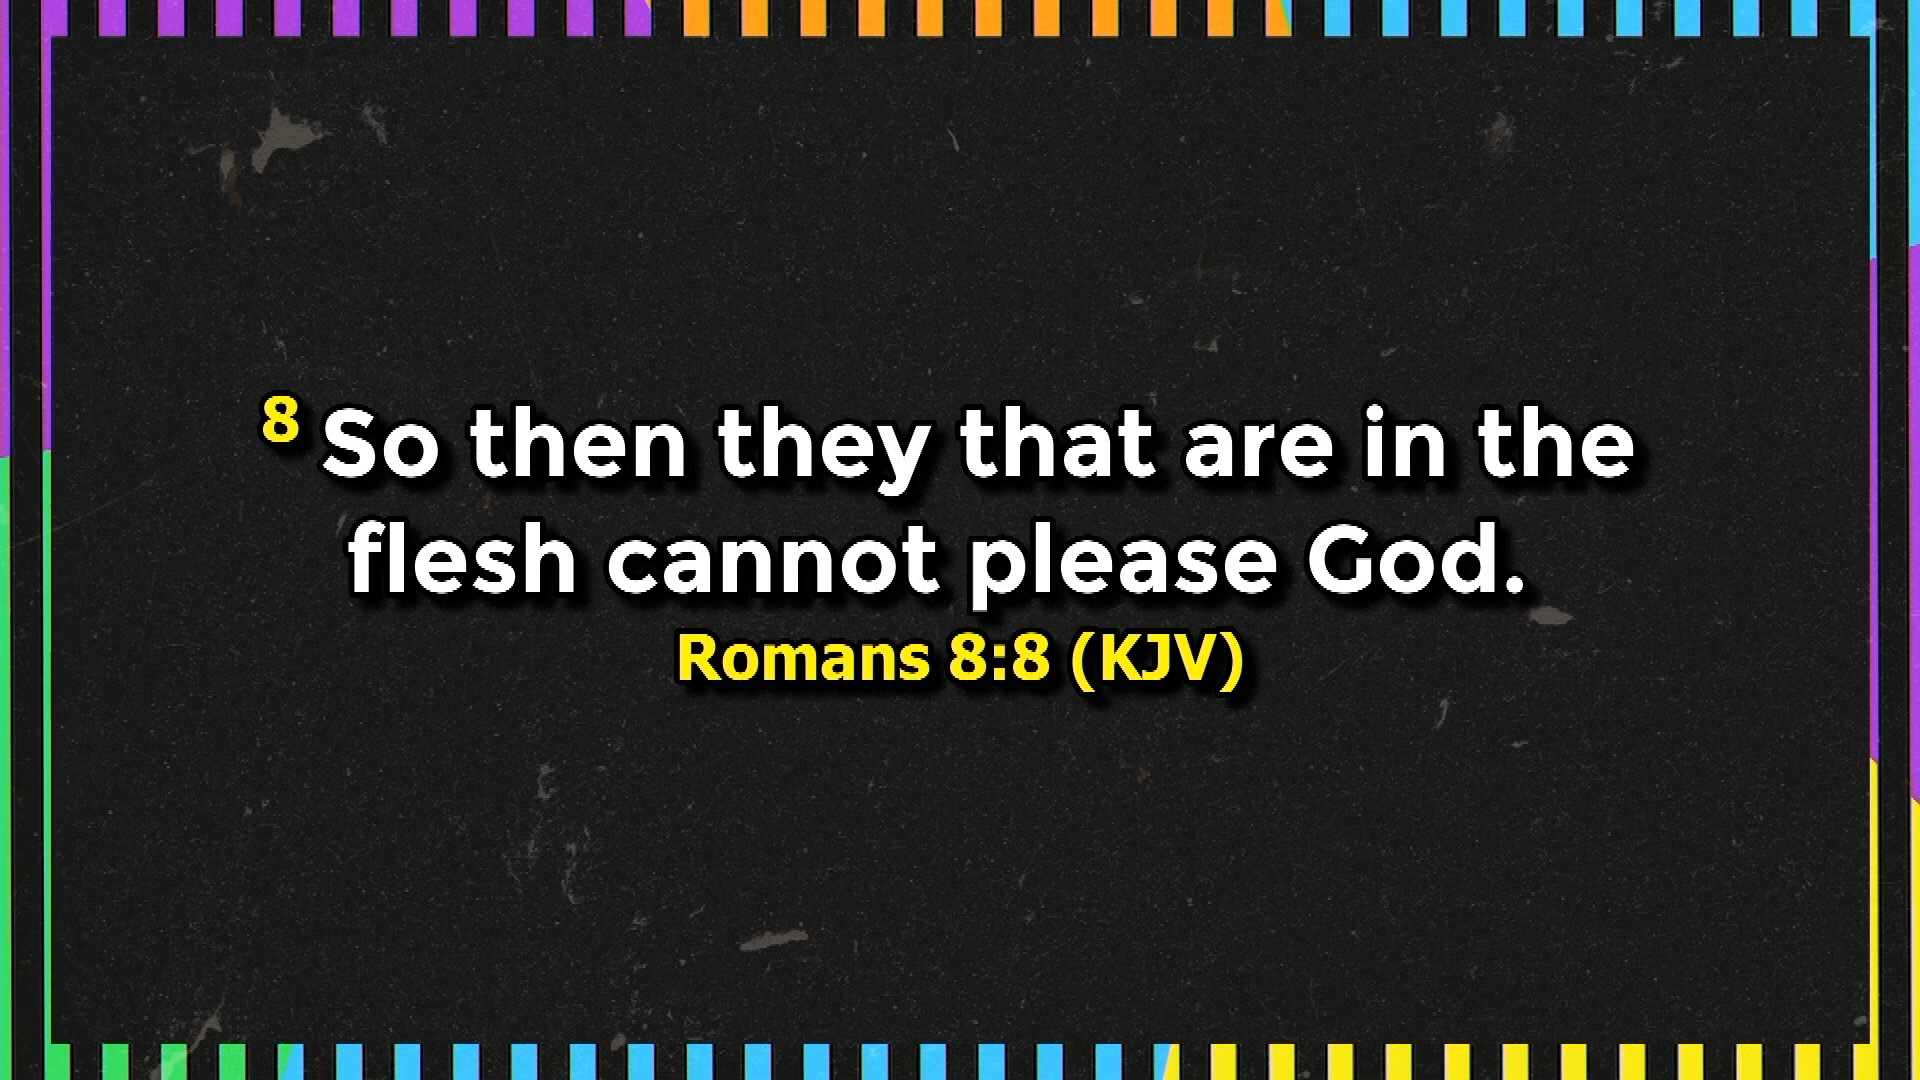 8 So then they that are in the
flesh cannot please God.
Romans 8:8 (KJV)